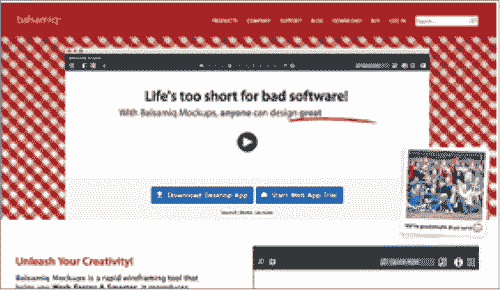 balsamiq
PRODUCTS COMPANY SUPPORT BLOG DOWNLOAD BUY LOG IN
Search...
Life's too short for bad software!
With Balsamiq Mockups, anyone can design great
Download Desktop App
Start Web App Trial
Unleash Your Creativity!
Balsamiq Mockups is a rapid wireframing tool that
helps you Work Faster & Smarter. It reproduces